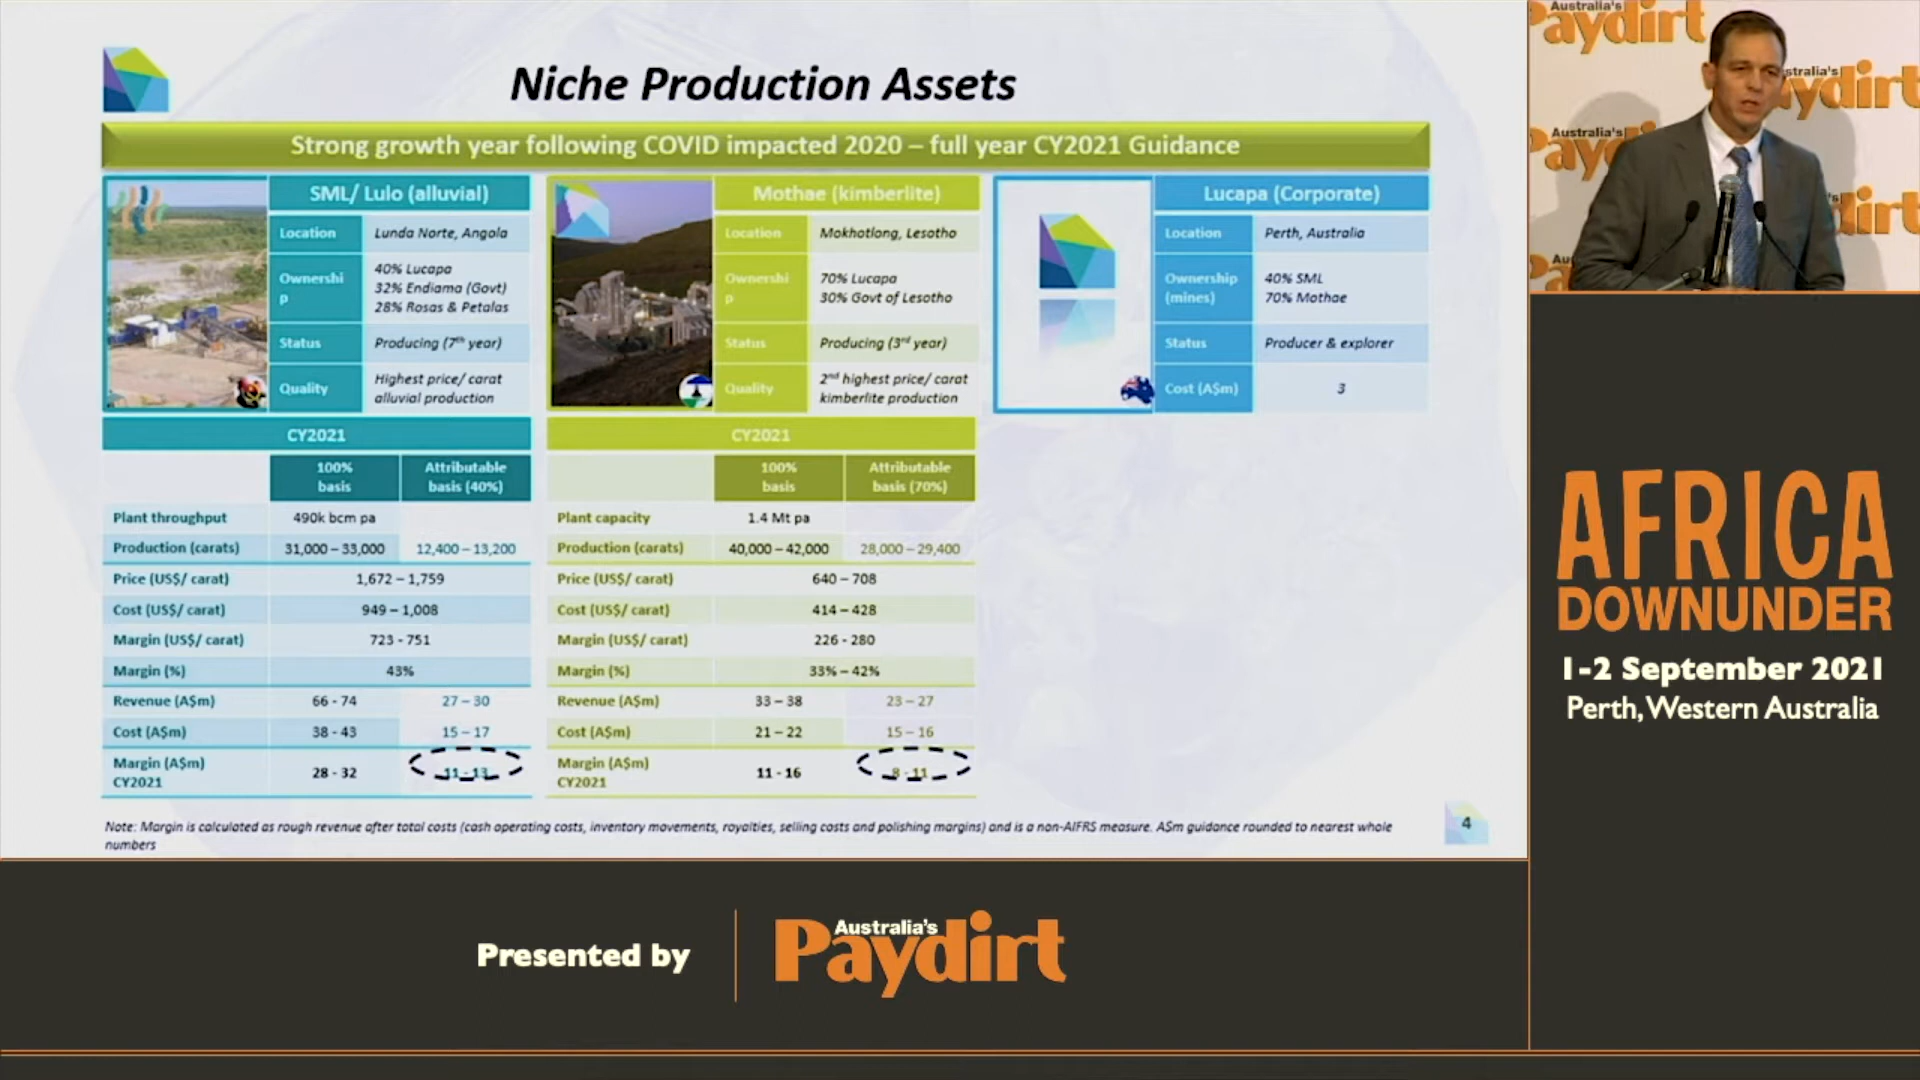 Niche Production Assets
Strong growth year following COVID impacted 2020 – full year CY2021 Guidance
SML/ Lulo (alluvial)
Location
Lunda Norte, Angola
Ownershi
p
40% Lucapa
32% Endiama (Govt)
28% Rosas & Petalas
Status
Producing (7th year)
Quality
Highest price/ carat
alluvial production
Mothae (kimberlite)
Location
Mokhotlong, Lesotho
Ownershi
p
70% Lucapa
30% Govt of Lesotho
Status
Producing (3rd year)
Quality
2nd highest price/ carat
kimberlite production
Lucapa (Corporate)
Location
Perth, Australia
Ownership
(mines)
40% SML
70% Mothae
Status
Producer & explorer
Cost (A$m)
3
CY2021
100%
basis
Attributable
basis (40%)
Plant throughput
490k bcm pa
Production (carats)
31,000 – 33,000
12,400 – 13,200
Price (US$/ carat)
1,672 – 1,759
Cost (US$/ carat)
949 – 1,008
Margin (US$/ carat)
723 - 751
Margin (%)
43%
Revenue (A$m)
66 - 74
27 – 30
Cost (A$m)
38 - 43
15 – 17
Margin (A$m)
CY2021
28 - 32
11 - 13
CY2021
100%
basis
Attributable
basis (70%)
Plant capacity
1.4 Mt pa
Production (carats)
40,000 – 42,000
28,000 – 29,400
Price (US$/ carat)
640 – 708
Cost (US$/ carat)
414 – 428
Margin (US$/ carat)
226 - 280
Margin (%)
33% – 42%
Revenue (A$m)
33 – 38
23 – 27
Cost (A$m)
21 – 22
15 – 16
Margin (A$m)
CY2021
11 - 16
8 - 11
Note: Margin is calculated as rough revenue after total costs (cash operating costs, inventory movements, royalties, selling costs and polishing margins) and is a non-AIFRS measure. A$m guidance rounded to nearest whole
numbers
4
Australia's
Paydirt
AFRICA
DOWNUNDER
1-2 September 2021
Perth, Western Australia
Presented by
Australia's
Paydirt